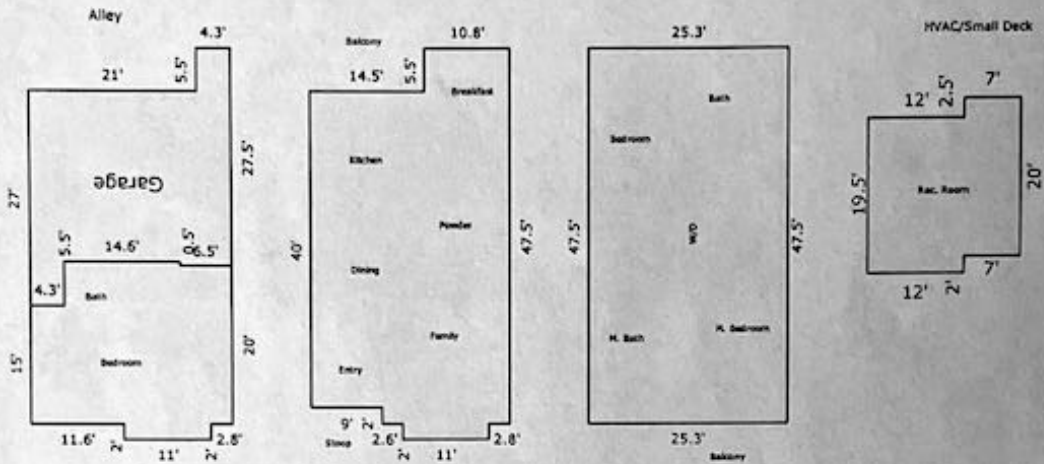 Alley
4.3'
5.5'
21'
27'
Garage
27.5'
5.5'
14.6'
0.5'
6.5'
4.3'
Bath
Bedroom
15'
20'
11.6'
2'
11'
2'
2.8'
Balcony
10.8'
14.5'
5.5'
Breakfast
Kitchen
Powder
40'
47.5'
Dining
Family
Entry
9'
2'
Stoop
2.6'
2'
11'
2.8'
25.3'
Bath
Bedroom
47.5'
W/D
47.5'
M. Bath
M. Bedroom
25.3'
Balcony
HVAC/Small Deck
7'
12'
2.5'
19.5'
Rec. Room
20'
12'
2'
7'